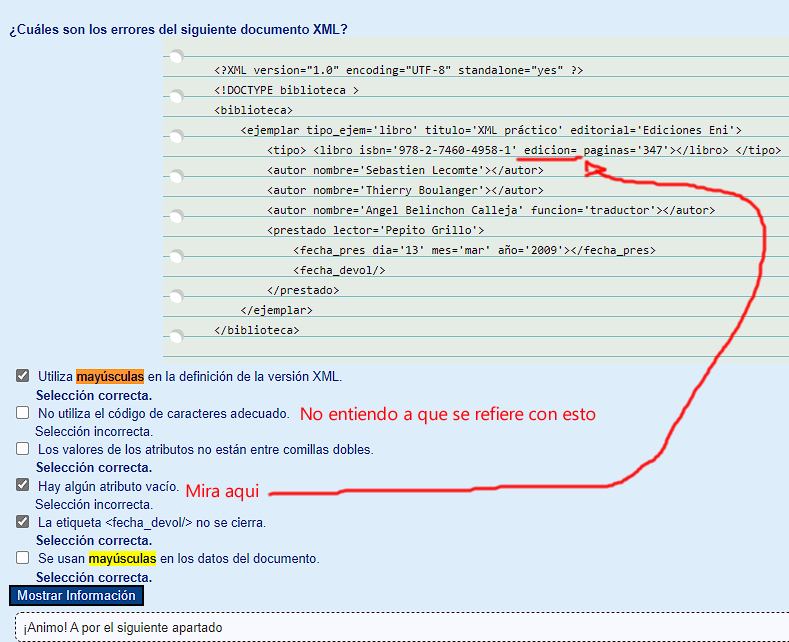 ¿Cuáles son los errores del siguiente documento XML?
<?XML version="1.0" encoding="UTF-8" standalone="yes" ?>
<!DOCTYPE biblioteca >
<biblioteca>
<ejemplar tipo_ejem='libro' titulo='XML práctico' editorial='Ediciones Eni'>
<tipo> <libro isbn='978-2-7460-4958-1' edicion= paginas='347'></libro> </tipo>
<autor nombre='Sebastien Lecomte'></autor>
<autor nombre='Thierry Boulanger'></autor>
<autor nombre='Angel Belinchon Calleja' funcion='traductor'></autor>
<prestado lector='Pepito Grillo'>
<fecha_pres dia='13' mes='mar' año='2009'></fecha_pres>
<fecha_devol/>
</prestado>
</ejemplar>
</biblioteca>
Utiliza mayúsculas en la definición de la versión XML.
Selección correcta.
No utiliza el código de caracteres adecuado. No entiendo a que se refiere con esto
Selección incorrecta.
Los valores de los atributos no están entre comillas dobles.
Selección correcta.
Hay algún atributo vacío. Mira aqui
Selección incorrecta.
La etiqueta <fecha_devol/> no se cierra.
Selección correcta.
Se usan mayúsculas en los datos del documento.
Selección correcta.
Mostrar Información
¡Animo! A por el siguiente apartado